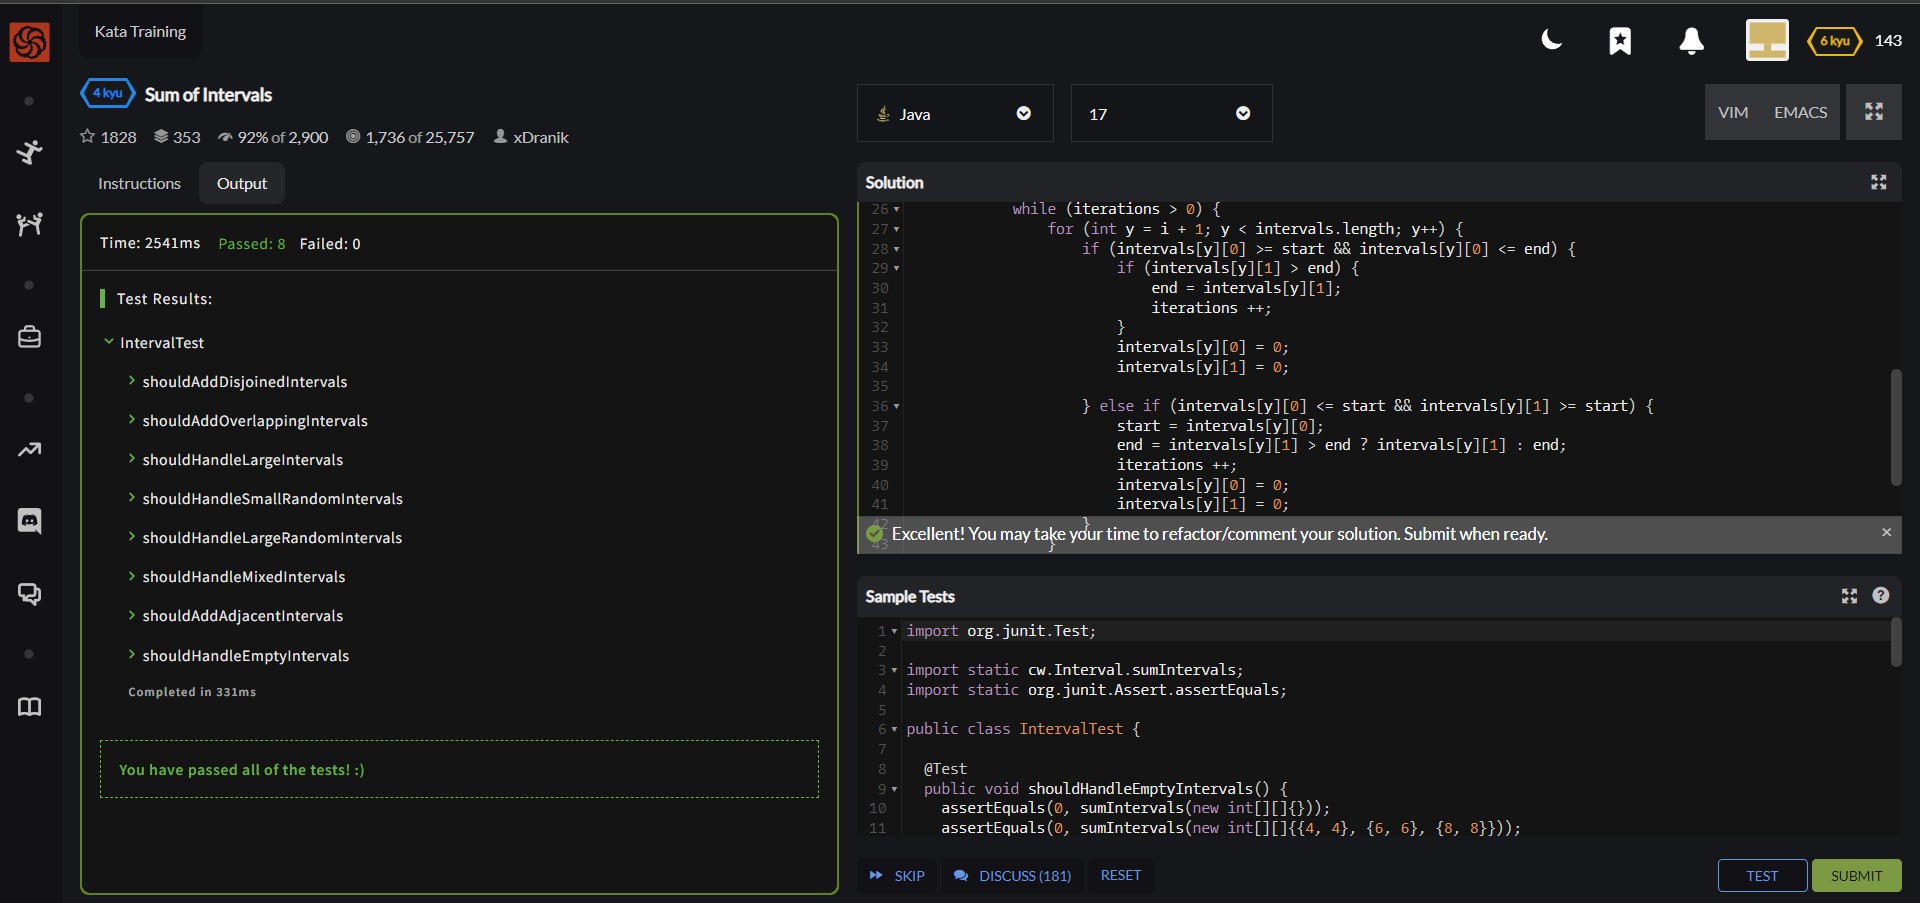 Kata Training
6 kyu 143
4 kyu Sum of Intervals
1828 353 92% of 2,900 1,736 of 25,757 xDranik
Instructions Output
Time: 2541ms Passed: 8 Failed: 0
Test Results:
IntervalTest
shouldAddDisjoinedIntervals
shouldAddOverlappingIntervals
shouldHandleLargeIntervals
shouldHandleSmallRandomIntervals
shouldHandleLargeRandomIntervals
shouldHandleMixedIntervals
shouldAddAdjacentIntervals
shouldHandleEmptyIntervals
Completed in 331ms
You have passed all of the tests! :)
Java 17 VIM EMACS
Solution
26 while (iterations > 0) {
27 for (int y = i + 1; y < intervals.length; y++) {
28 if (intervals[y][0] >= start && intervals[y][0] <= end) {
29 if (intervals[y][1] > end) {
30 end = intervals[y][1];
31 iterations ++;
32 }
33 intervals[y][0] = 0;
34 intervals[y][1] = 0;
35
36 } else if (intervals[y][0] <= start && intervals[y][1] >= start) {
37 start = intervals[y][0];
38 end = intervals[y][1] > end ? intervals[y][1] : end;
39 iterations ++;
40 intervals[y][0] = 0;
41 intervals[y][1] = 0;
42 }
Excellent! You may take your time to refactor/comment your solution. Submit when ready.
43 }
Sample Tests
1 import org.junit.Test;
2
3 import static cw.Interval.sumIntervals;
4 import static org.junit.Assert.assertEquals;
5
6 public class IntervalTest {
7
8 @Test
9 public void shouldHandleEmptyIntervals() {
10 assertEquals(0, sumIntervals(new int[][]{}));
11 assertEquals(0, sumIntervals(new int[][]{{4, 4}, {6, 6}, {8, 8}}));
SKIP DISCUSS (181) RESET TEST SUBMIT